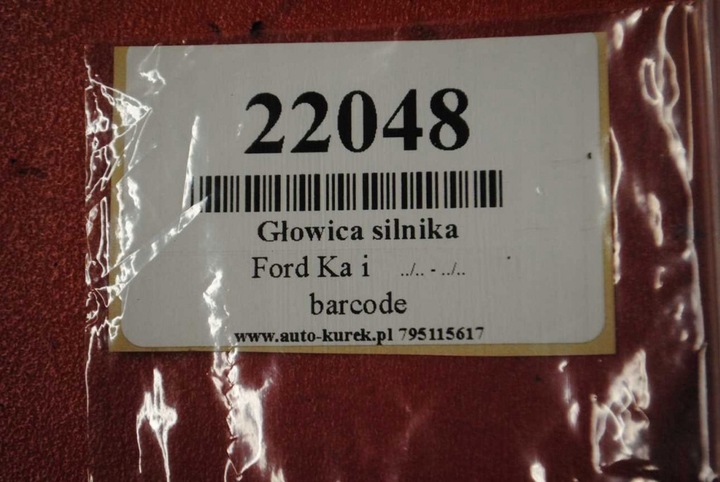 22048
Głowica silnika
Ford Ka i ../.. - ../..
barcode
www.auto-kurek.pl 795115617